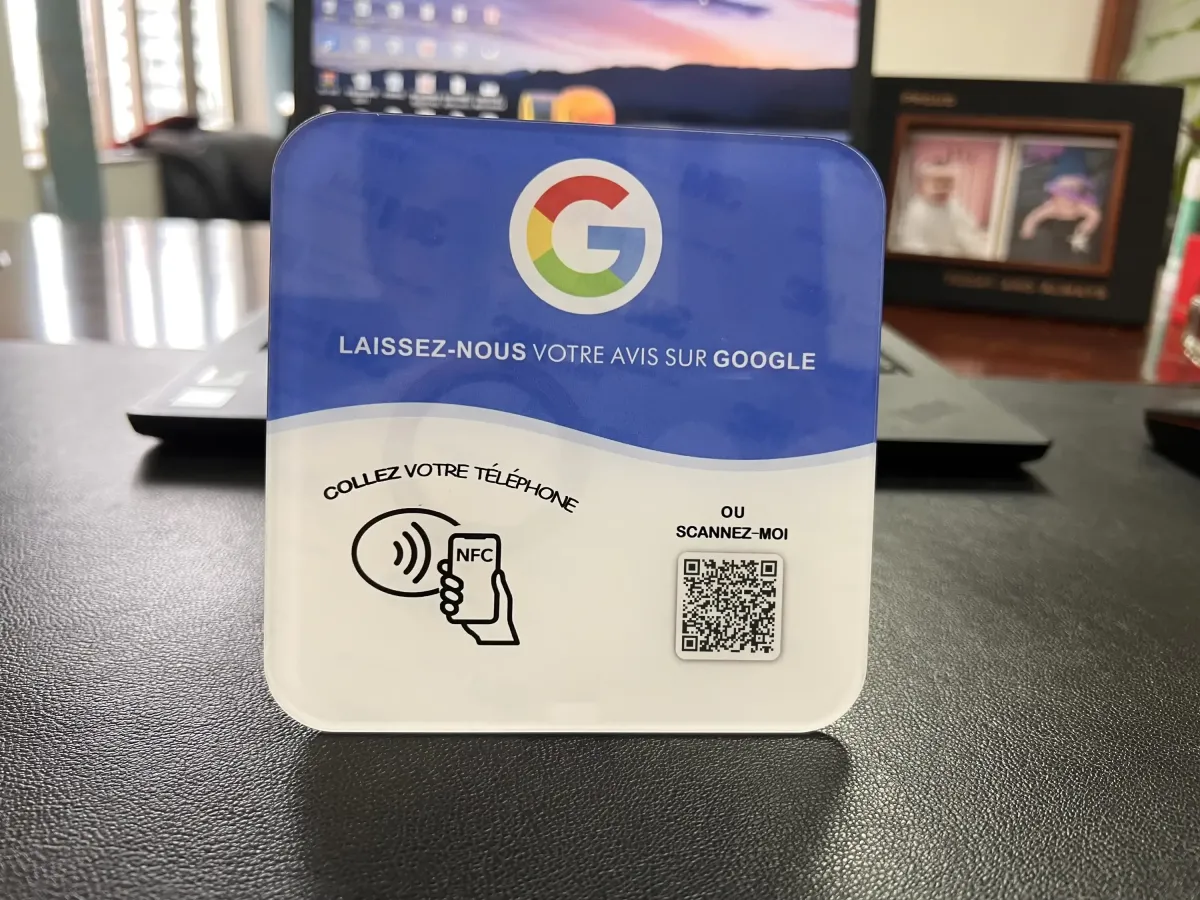 LAISSEZ-NOUS VOTRE AVIS SUR GOOGLE
COLLEZ VOTRE TÉLÉPHONE
NFC
OU
SCANNEZ-MOI